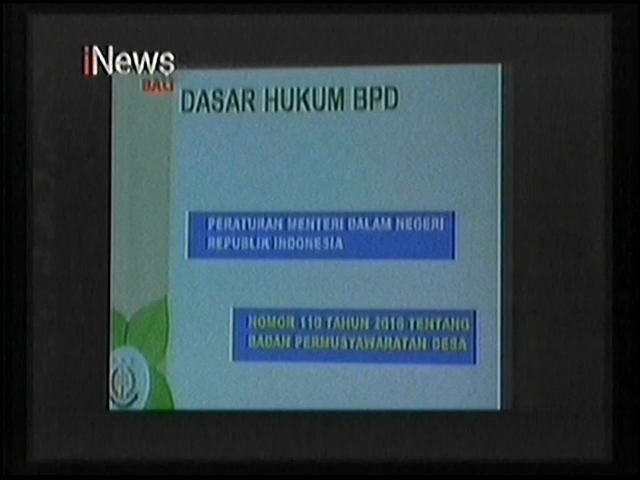 iNews
BALI
DASAR HUKUM BPD
PERATURAN MENTERI DALAM NEGERI
REPUBLIK INDONESIA
NOMOR 110 TAHUN 2016 TENTANG
BADAN PERMUSYAWARATAN DESA